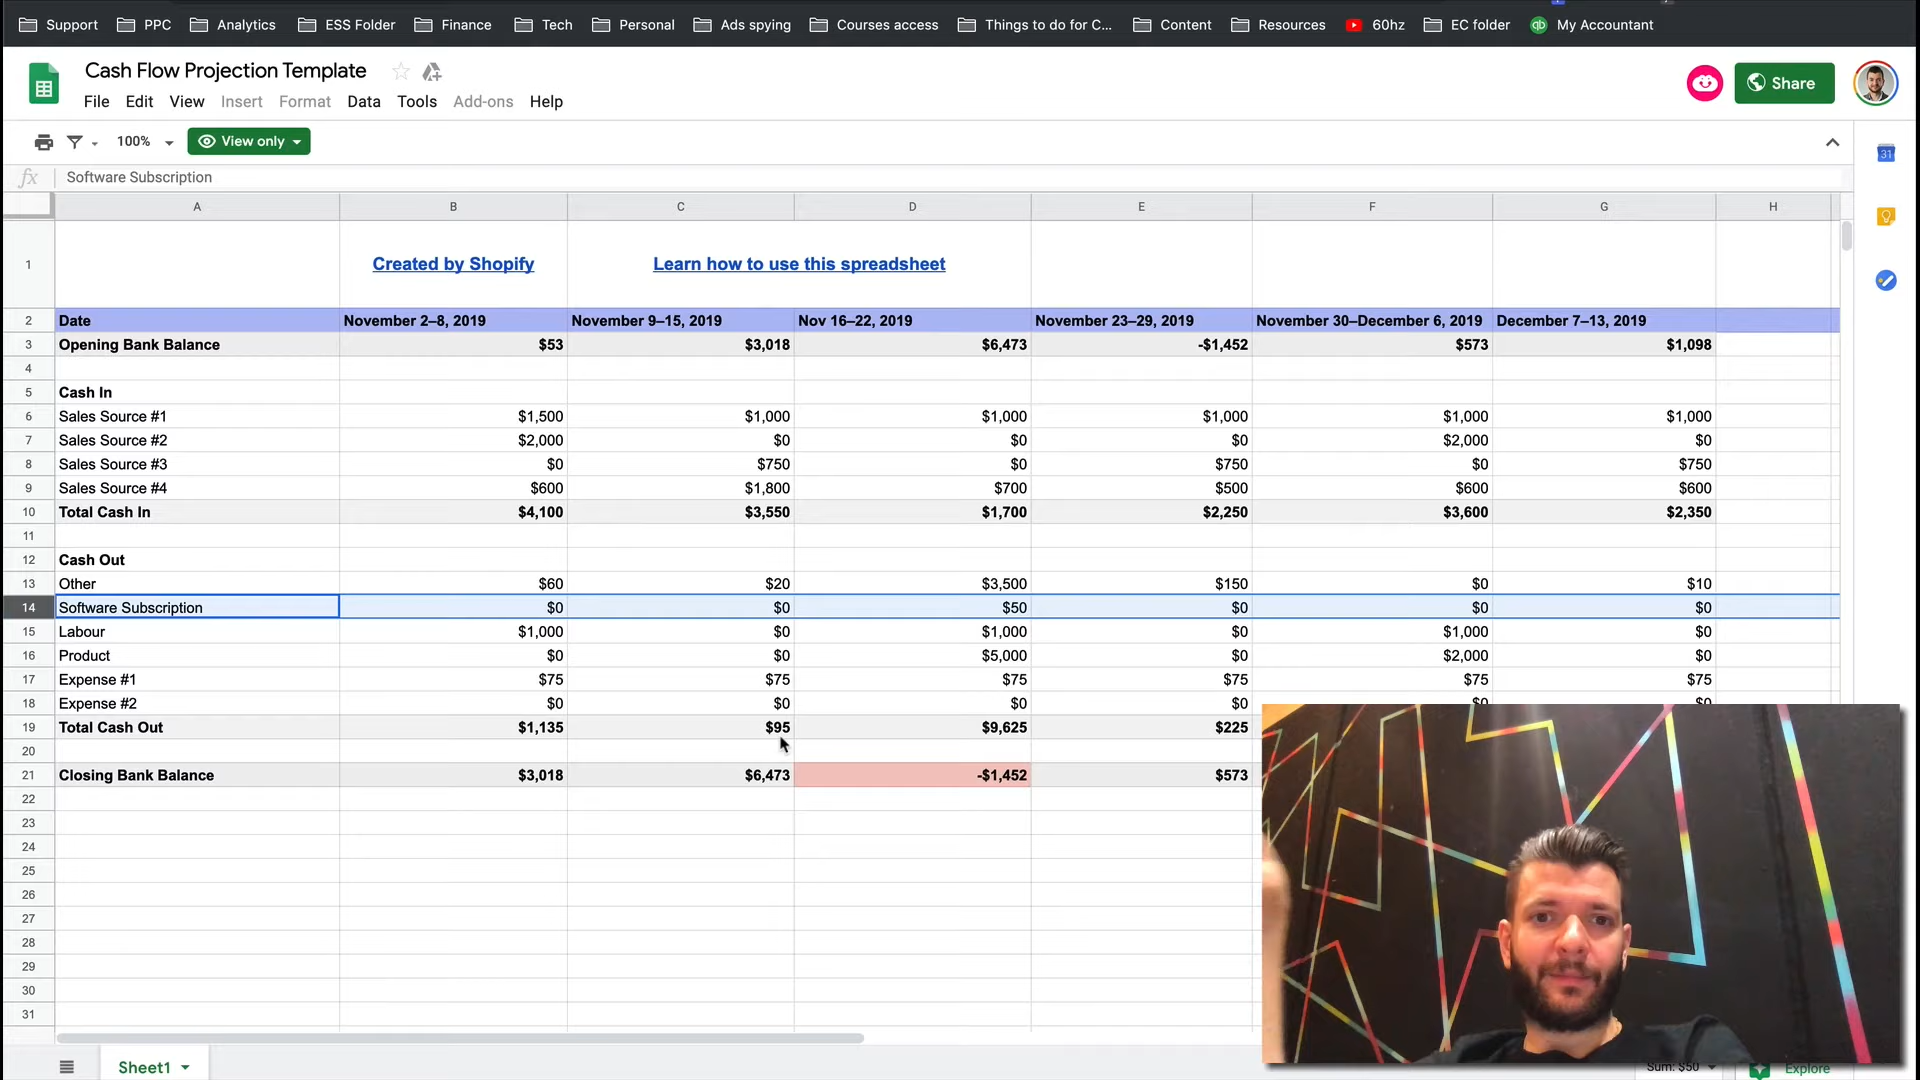 Support PPC Analytics ESS Folder Finance Tech Personal Ads spying Courses access Things to do for C... Content Resources 60hz EC folder qb My Accountant
Cash Flow Projection Template
Share
File Edit View Insert Format Data Tools Add-ons Help
100% View only
31
fx Software Subscription
A B C D E F G H
1 Created by Shopify Learn how to use this spreadsheet
2 Date November 2–8, 2019 November 9–15, 2019 Nov 16–22, 2019 November 23–29, 2019 November 30–December 6, 2019 December 7–13, 2019
3 Opening Bank Balance $53 $3,018 $6,473 -$1,452 $573 $1,098
4
5 Cash In
6 Sales Source #1 $1,500 $1,000 $1,000 $1,000 $1,000 $1,000
7 Sales Source #2 $2,000 $0 $0 $0 $2,000 $0
8 Sales Source #3 $0 $750 $0 $750 $0 $750
9 Sales Source #4 $600 $1,800 $700 $500 $600 $600
10 Total Cash In $4,100 $3,550 $1,700 $2,250 $3,600 $2,350
11
12 Cash Out
13 Other $60 $20 $3,500 $150 $0 $10
14 Software Subscription $0 $0 $50 $0 $0 $0
15 Labour $1,000 $0 $1,000 $0 $1,000 $0
16 Product $0 $0 $5,000 $0 $2,000 $0
17 Expense #1 $75 $75 $75 $75 $75 $75
18 Expense #2 $0 $0 $0 $0 $0 $0
19 Total Cash Out $1,135 $95 $9,625 $225
20
21 Closing Bank Balance $3,018 $6,473 -$1,452 $573
22
23
24
25
26
27
28
29
30
31
Sheet1 Sum: $50 Explore